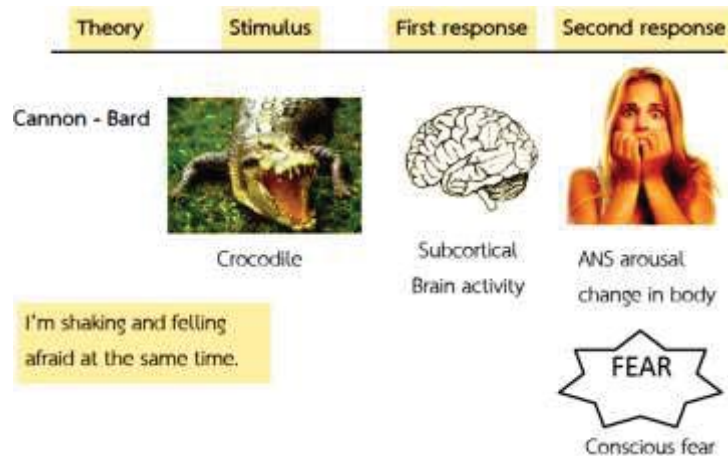 Theory Stimulus First response Second response
Cannon - Bard
Crocodile
Subcortical
Brain activity
ANS arousal
change in body
I'm shaking and felling
afraid at the same time.
FEAR
Conscious fear